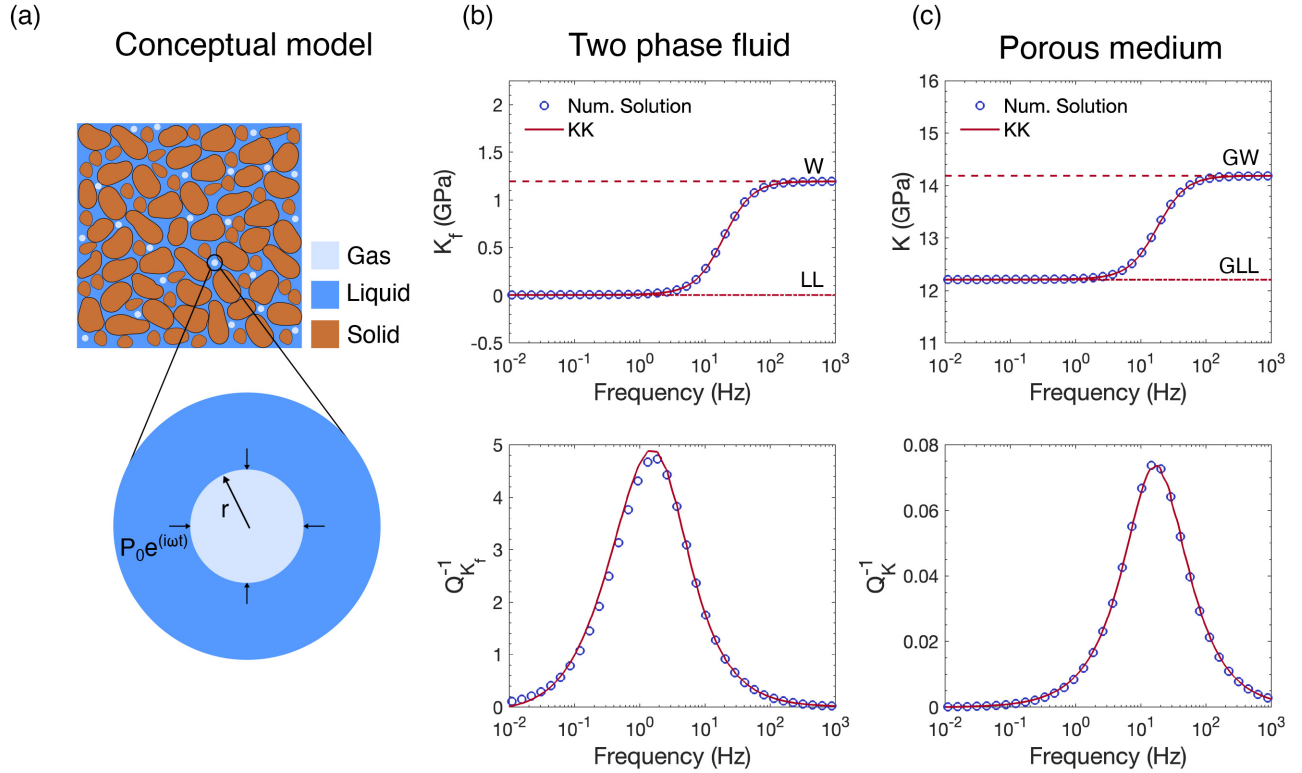 (a)
Conceptual model
Gas
Liquid
Solid
r
P₀e^(iωt)
(b)
Two phase fluid
Num. Solution
KK
W
LL
2
1.5
1
0.5
0
-0.5
K_f (GPa)
10⁻² 10⁻¹ 10⁰ 10¹ 10² 10³
Frequency (Hz)
5
4
3
2
1
0
Q⁻¹_K_f
10⁻² 10⁻¹ 10⁰ 10¹ 10² 10³
Frequency (Hz)
(c)
Porous medium
Num. Solution
KK
GW
GLL
16
15
14
13
12
11
K (GPa)
10⁻² 10⁻¹ 10⁰ 10¹ 10² 10³
Frequency (Hz)
0.08
0.06
0.04
0.02
0
Q⁻¹_K
10⁻² 10⁻¹ 10⁰ 10¹ 10² 10³
Frequency (Hz)